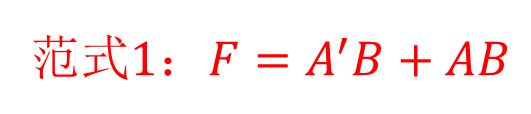 范式1：F = A′B + AB